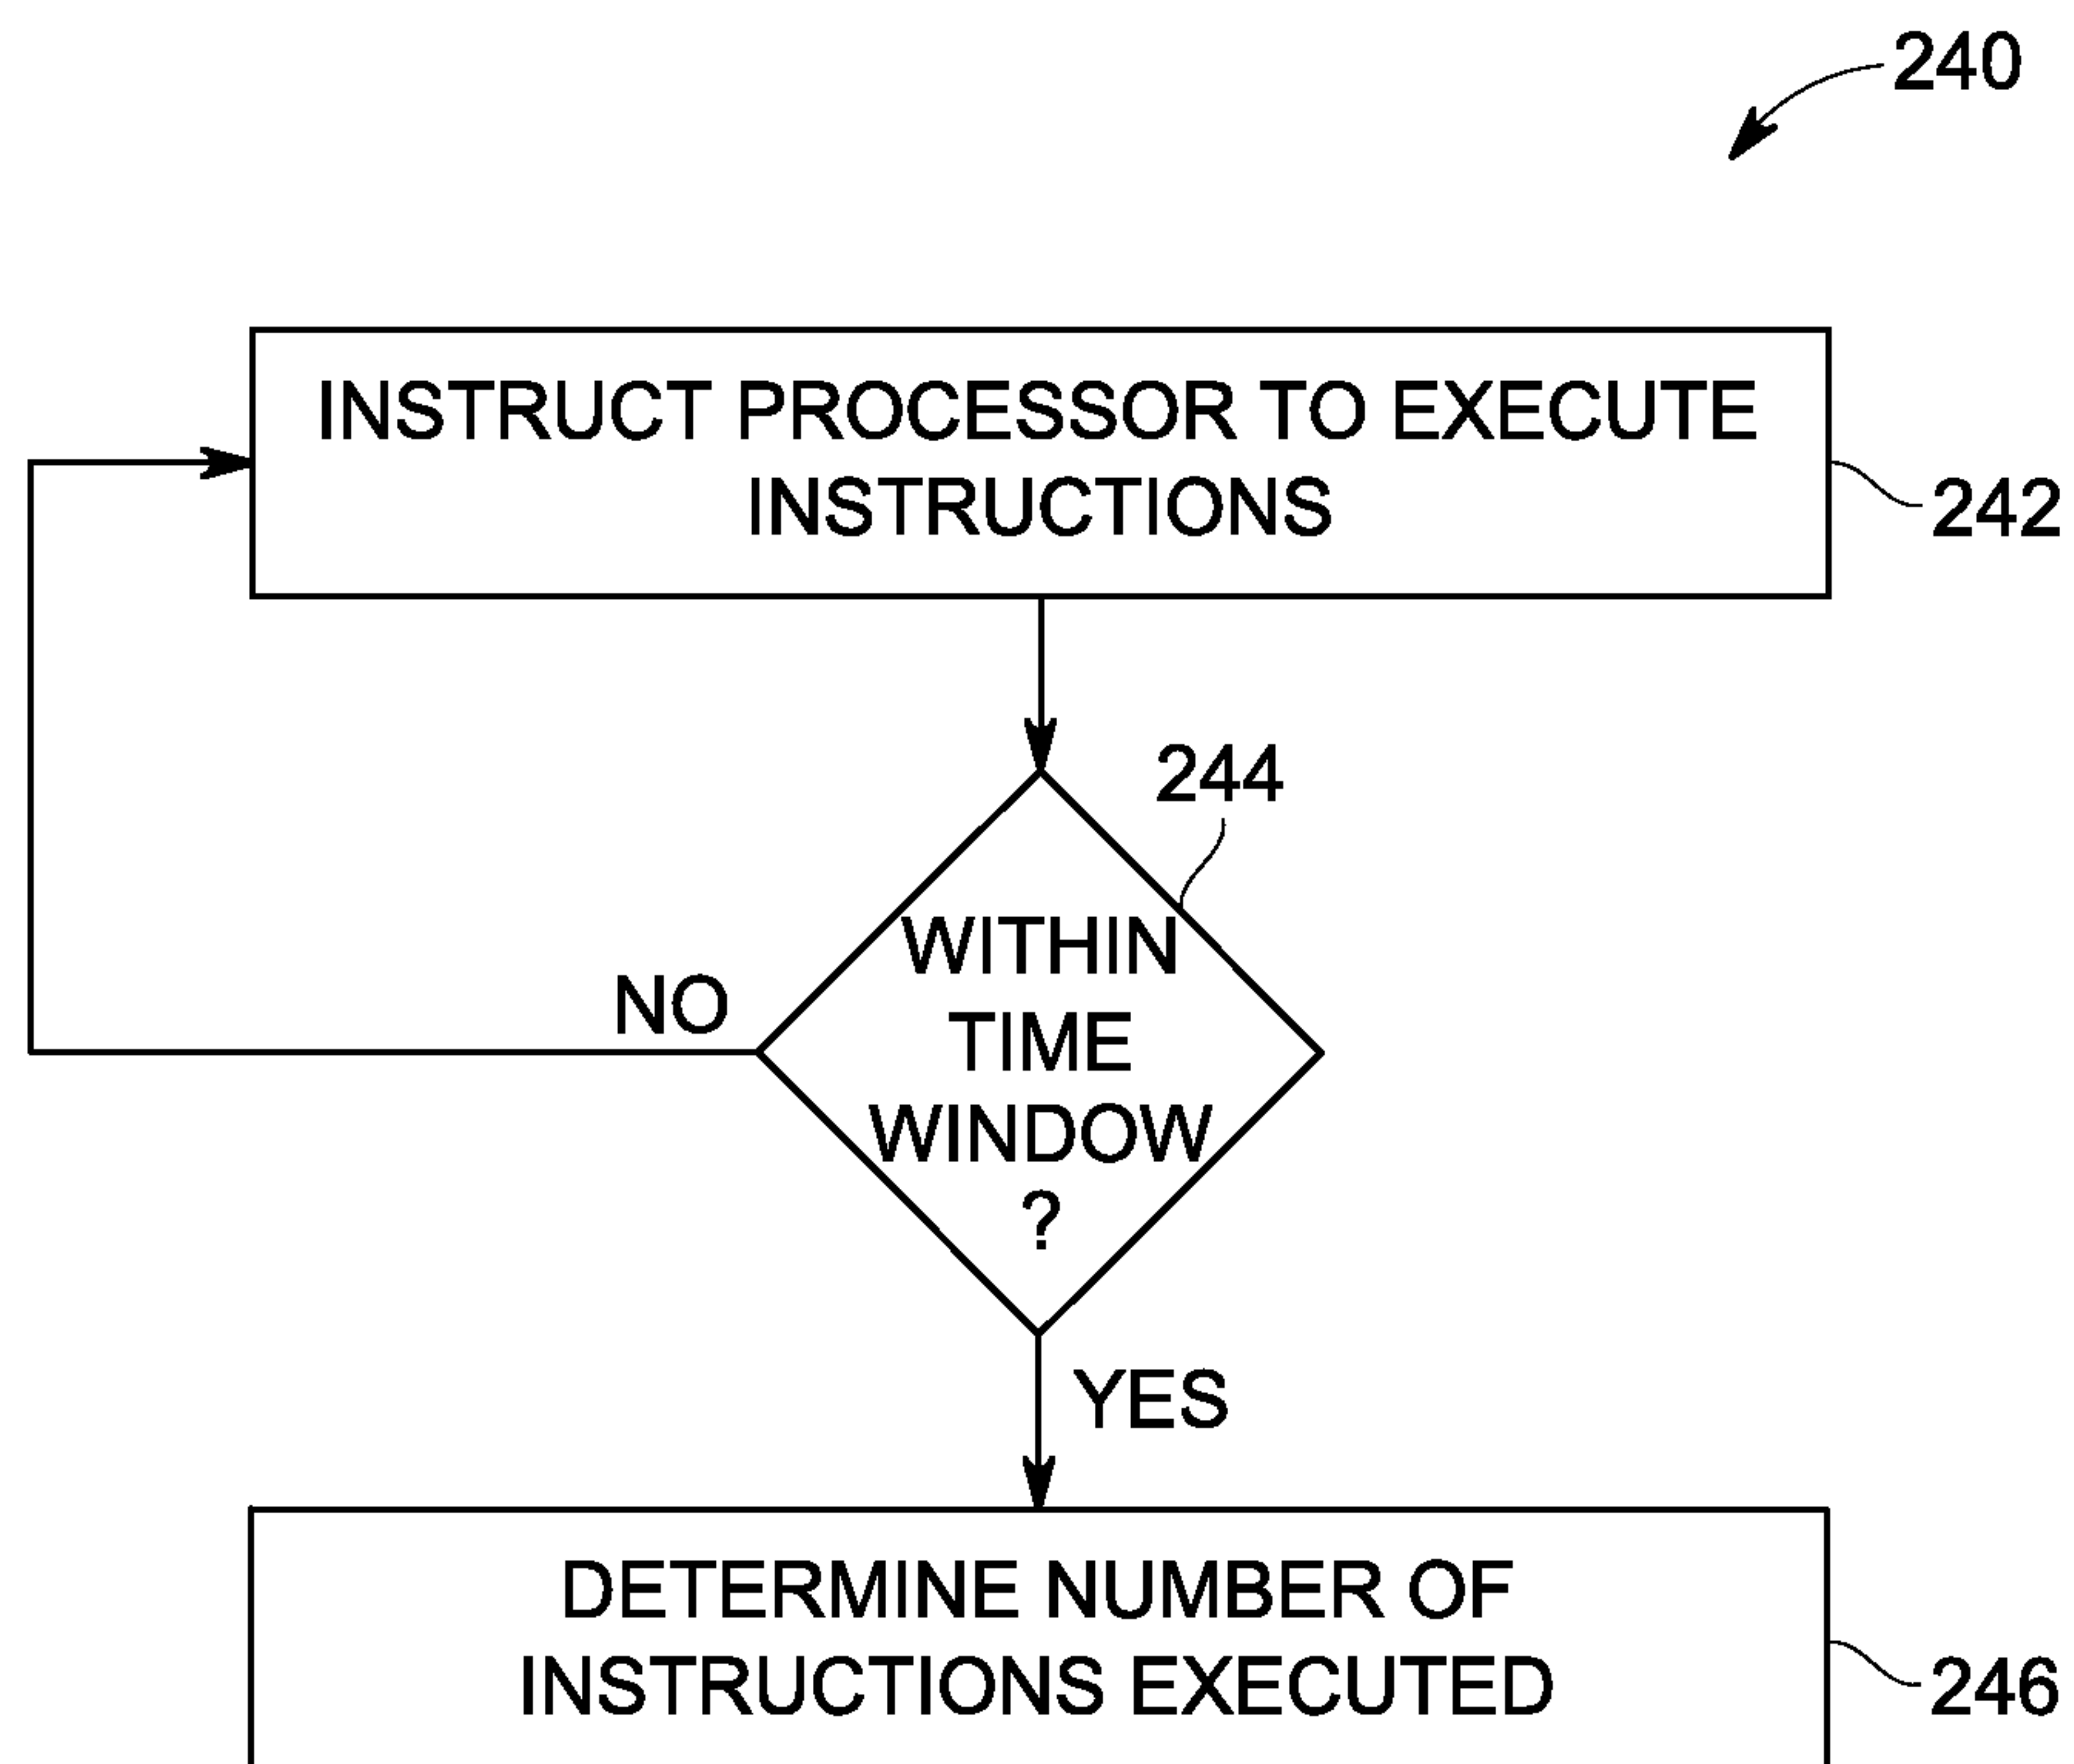 240
INSTRUCT PROCESSOR TO EXECUTE
INSTRUCTIONS
242
244
WITHIN
TIME
WINDOW
?
NO
YES
DETERMINE NUMBER OF
INSTRUCTIONS EXECUTED
246